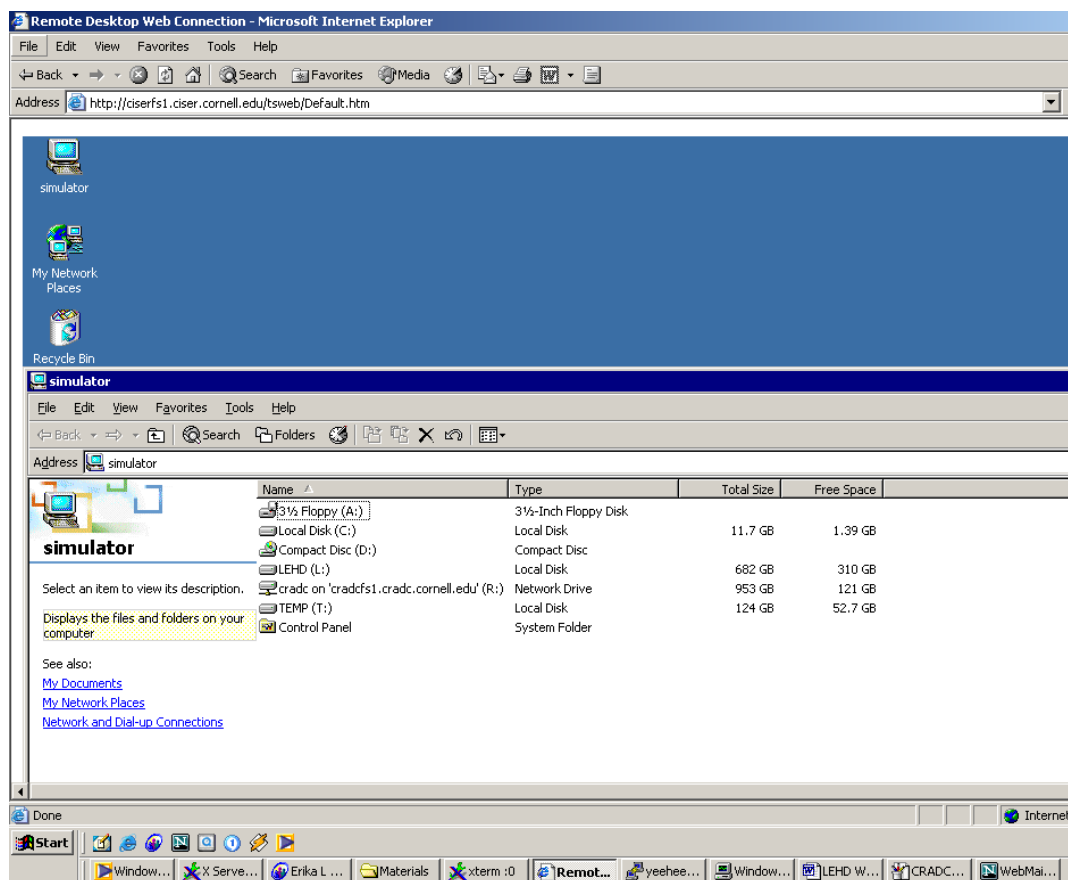 Remote Desktop Web Connection - Microsoft Internet Explorer
File Edit View Favorites Tools Help
Back Search Favorites Media
Address http://ciserfs1.ciser.cornell.edu/tsweb/Default.htm
simulator
My Network
Places
Recycle Bin
simulator
File Edit View Favorites Tools Help
Back Search Folders
Address simulator
Name Type Total Size Free Space
3½ Floppy (A:) 3½-Inch Floppy Disk
Local Disk (C:) Local Disk 11.7 GB 1.39 GB
Compact Disc (D:) Compact Disc
LEHD (L:) Local Disk 682 GB 310 GB
cradc on 'cradcfs1.cradc.cornell.edu' (R:) Network Drive 953 GB 121 GB
TEMP (T:) Local Disk 124 GB 52.7 GB
Control Panel System Folder
simulator
Select an item to view its description.
Displays the files and folders on your
computer
See also:
My Documents
My Network Places
Network and Dial-up Connections
Done Internet
Start
Window... X Serve... Erika L ... Materials xterm :0 Remot... yeehee... Window... LEHD W... CRADC... WebMai...